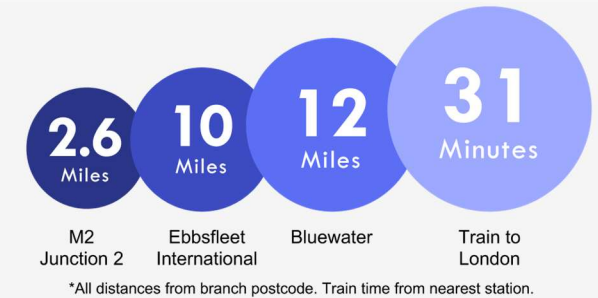 2.6
Miles
10
Miles
12
Miles
31
Minutes
M2
Junction 2
Ebbsfleet
International
Bluewater
Train to
London
*All distances from branch postcode. Train time from nearest station.